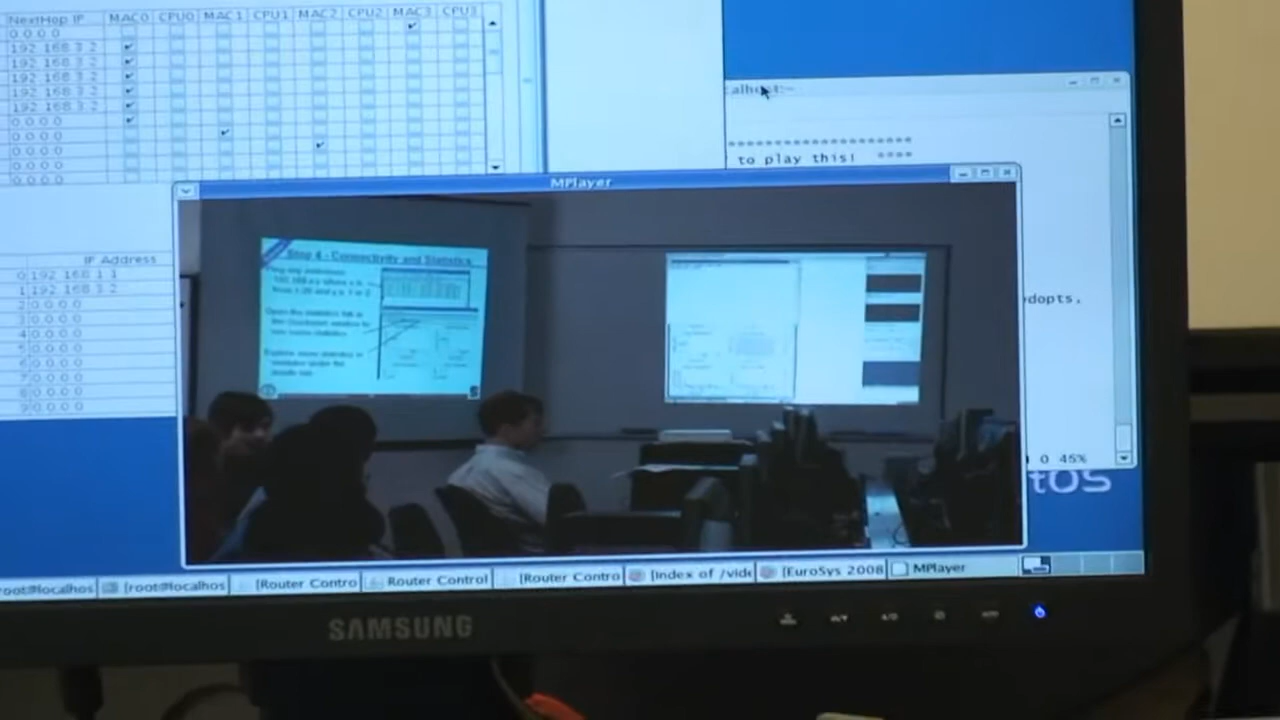 NextHop IP MAC0 CPU0 MAC1 CPU1 MAC2 CPU2 MAC3 CPU3
0.0.0.0
192.168.3.2
192.168.3.2
192.168.3.2
192.168.3.2
192.168.3.2
0.0.0.0
0.0.0.0
0.0.0.0
0.0.0.0
0.0.0.0
to play this! ****
MPlayer
IP Address
0 192.168.1.1
1 192.168.3.2
2 0.0.0.0
3 0.0.0.0
4 0.0.0.0
5 0.0.0.0
6 0.0.0.0
7 0.0.0.0
8 0.0.0.0
9 0.0.0.0
Step 4 - Connectivity and Statistics
dopts,
0 45%
tOS
root@localhos [root@localhos [Router Contro Router Control [Router Contro [Index of /vide [EuroSys 2008 MPlayer
SAMSUNG